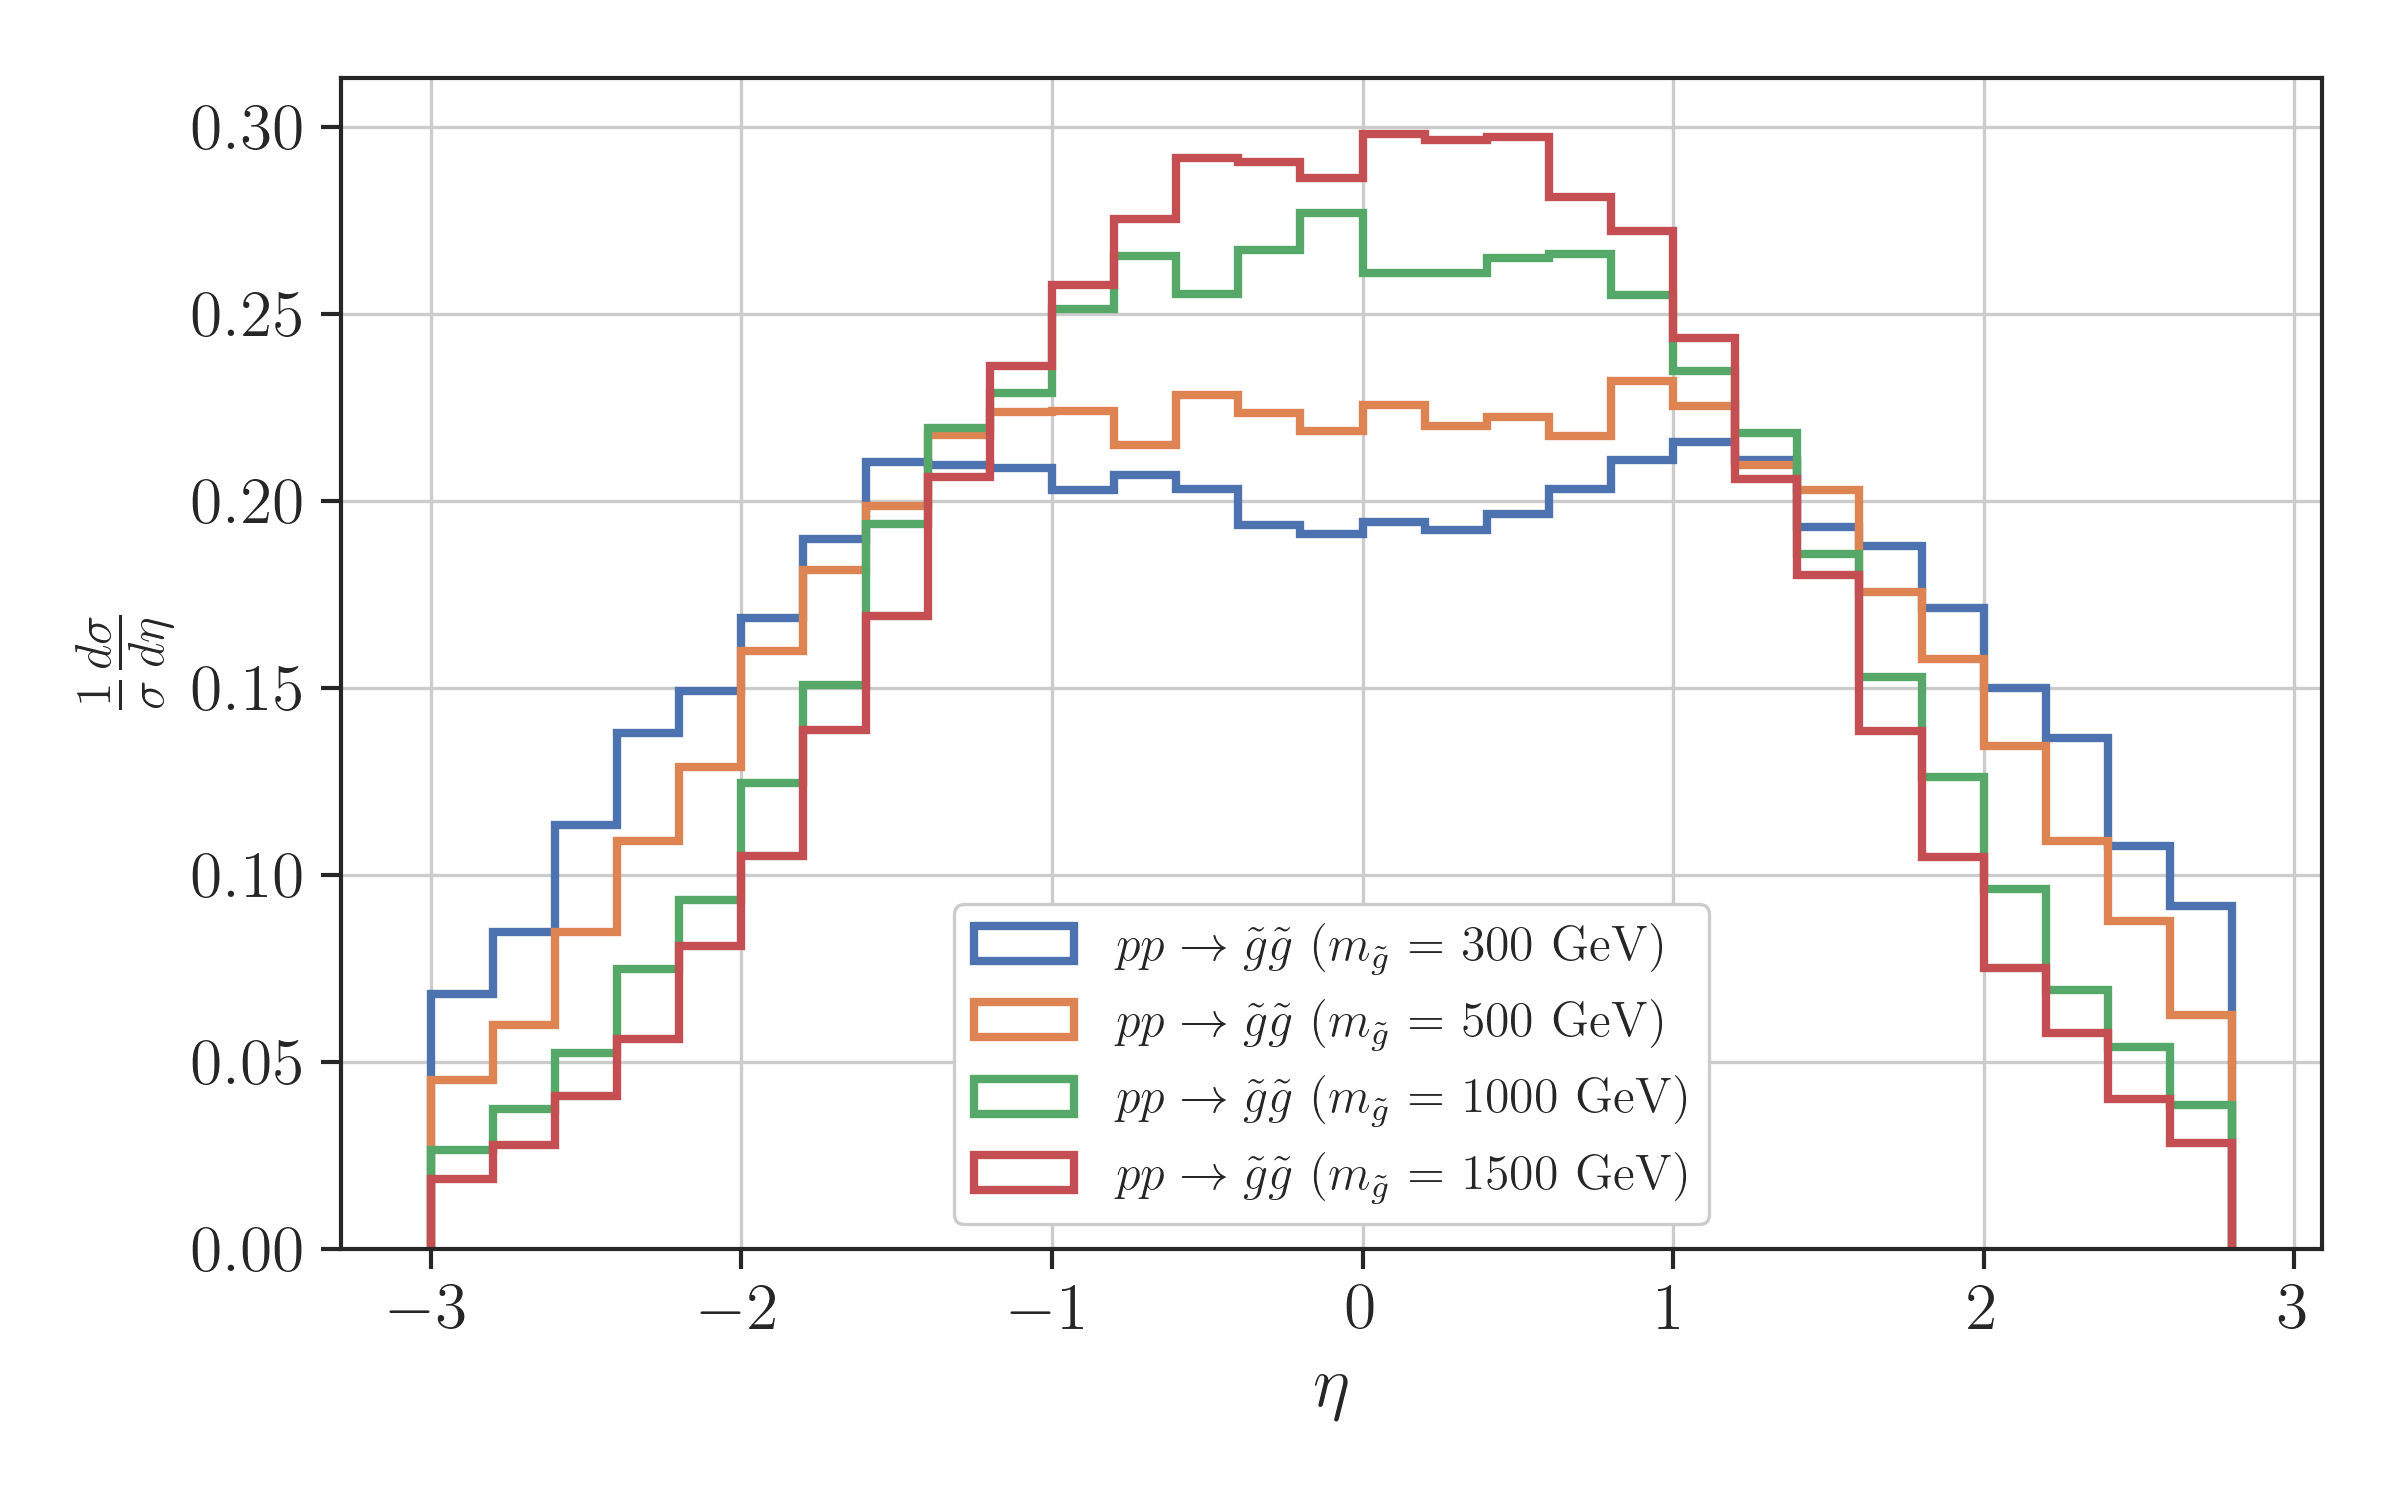 1/σ dσ/dη
0.30
0.25
0.20
0.15
0.10
0.05
0.00
pp → g̃g̃ (m_g̃ = 300 GeV)
pp → g̃g̃ (m_g̃ = 500 GeV)
pp → g̃g̃ (m_g̃ = 1000 GeV)
pp → g̃g̃ (m_g̃ = 1500 GeV)
−3 −2 −1 0 1 2 3
η